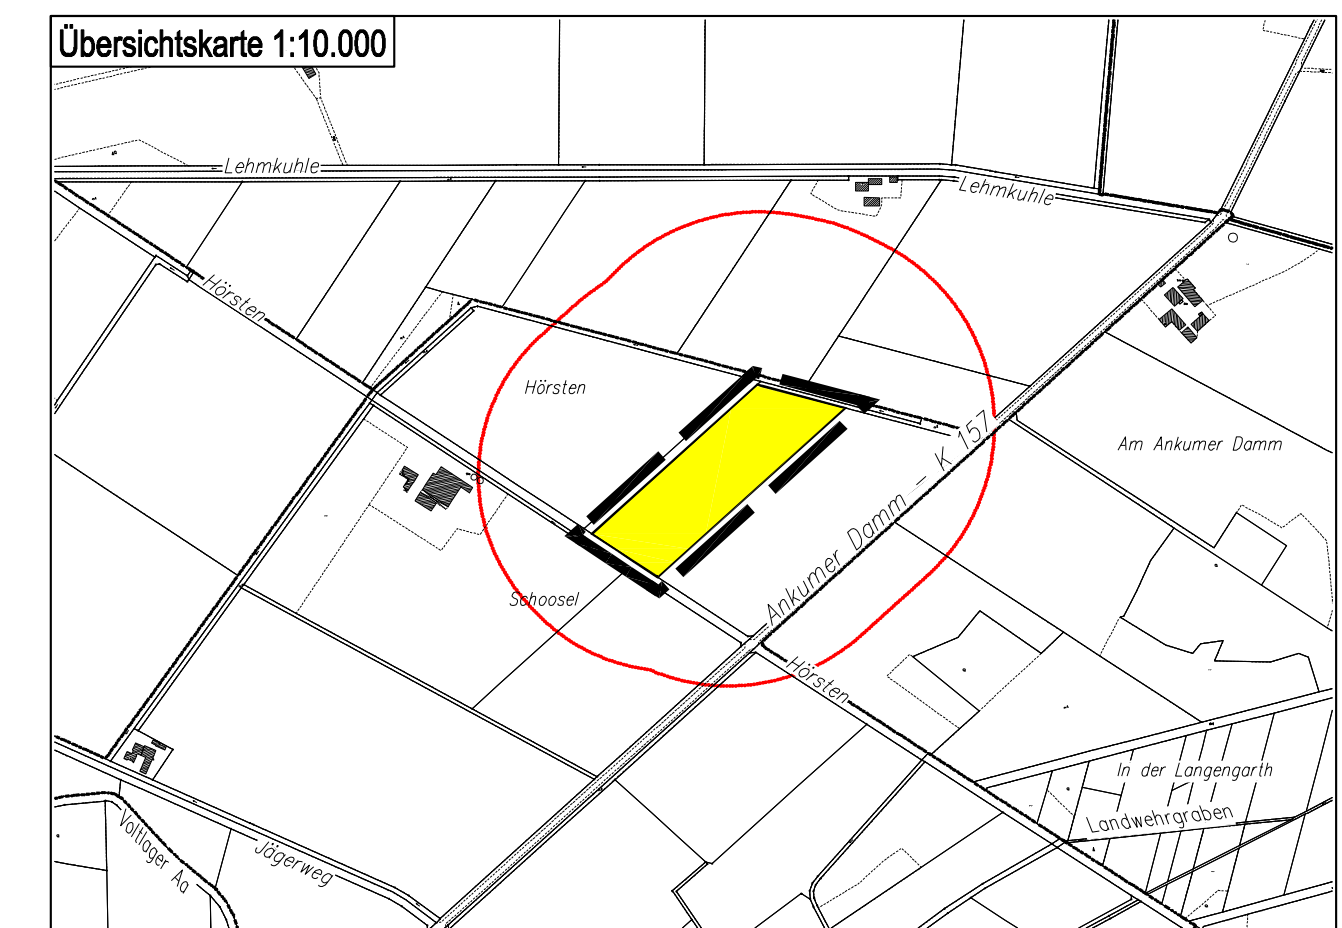 Übersichtskarte 1:10.000
Lehmkuhle
Lehmkuhle
Hörsten
Hörsten
Am Ankumer Damm
Ankumer Damm - K 157
Schoosel
Hörsten
In der Langengarth
Landwehrgraben
Voltlager Aa
Jägerweg